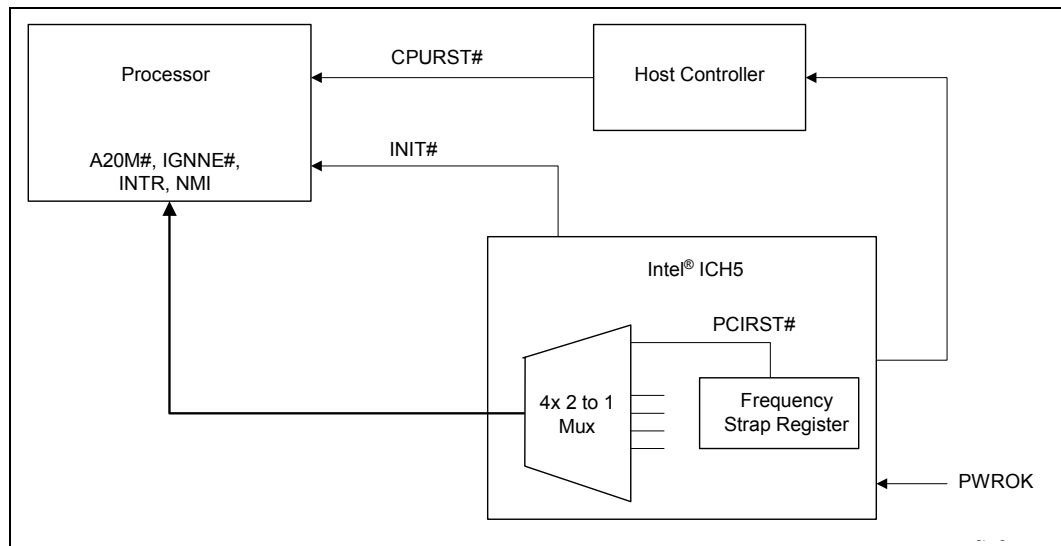 Processor
CPURST#
Host Controller
A20M#, IGNNE#,
INTR, NMI
INIT#
Intel® ICH5
PCIRST#
4x 2 to 1
Mux
Frequency
Strap Register
PWROK